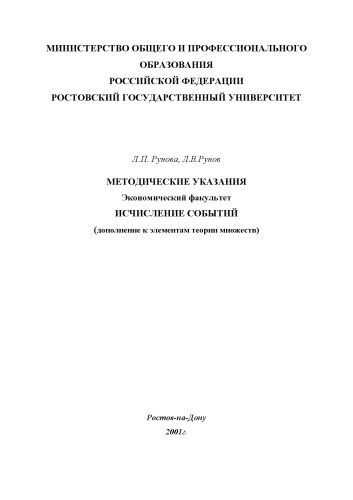 МИНИСТЕРСТВО ОБЩЕГО И ПРОФЕССИОНАЛЬНОГО
ОБРАЗОВАНИЯ
РОССИЙСКОЙ ФЕДЕРАЦИИ
РОСТОВСКИЙ ГОСУДАРСТВЕННЫЙ УНИВЕРСИТЕТ
Л.П. Рунова, Л.В.Рунов
МЕТОДИЧЕСКИЕ УКАЗАНИЯ
Экономический факультет
ИСЧИСЛЕНИЕ СОБЫТИЙ
(дополнение к элементам теории множеств)
Ростов-на-Дону
2001г.